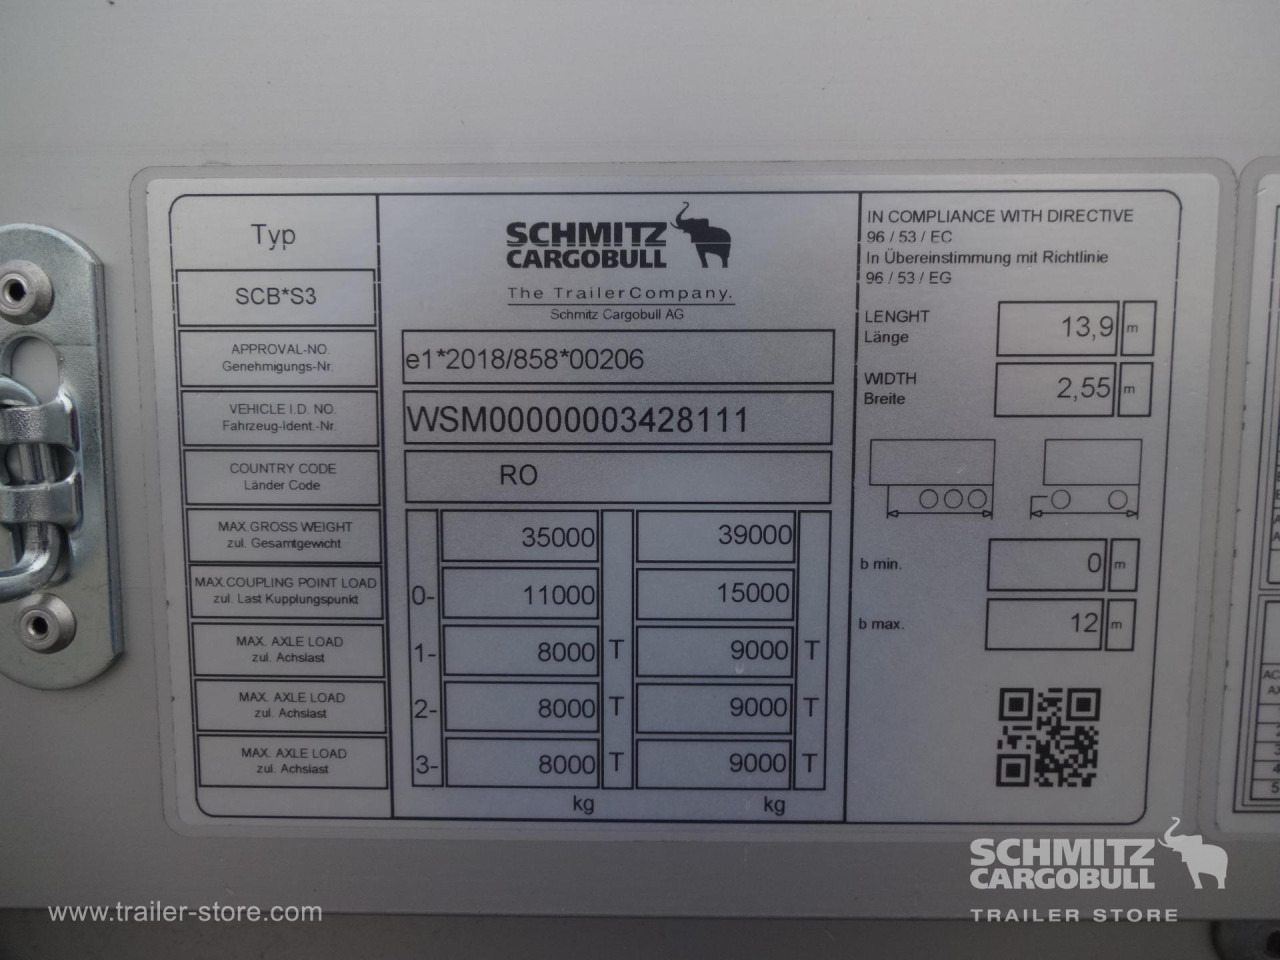 Typ
SCB*S3
SCHMITZ
CARGOBULL
The TrailerCompany.
Schmitz Cargobull AG
APPROVAL-NO.
Genehmigungs-Nr.
e1*2018/858*00206
VEHICLE I.D. NO.
Fahrzeug-Ident.-Nr.
WSM00000003428111
COUNTRY CODE
Länder Code
RO
MAX.GROSS WEIGHT
zul. Gesamtgewicht
35000 39000
MAX.COUPLING POINT LOAD
zul. Last Kupplungspunkt
0- 11000 15000
MAX. AXLE LOAD
zul. Achslast
1- 8000 T 9000 T
MAX. AXLE LOAD
zul. Achslast
2- 8000 T 9000 T
MAX. AXLE LOAD
zul. Achslast
3- 8000 T 9000 T
kg kg
IN COMPLIANCE WITH DIRECTIVE
96 / 53 / EC
In Übereinstimmung mit Richtlinie
96 / 53 / EG
LENGHT
Länge
13,9 m
WIDTH
Breite
2,55 m
b min. 0 m
b max. 12 m
AC
SCHMITZ
CARGOBULL
TRAILER STORE
www.trailer-store.com